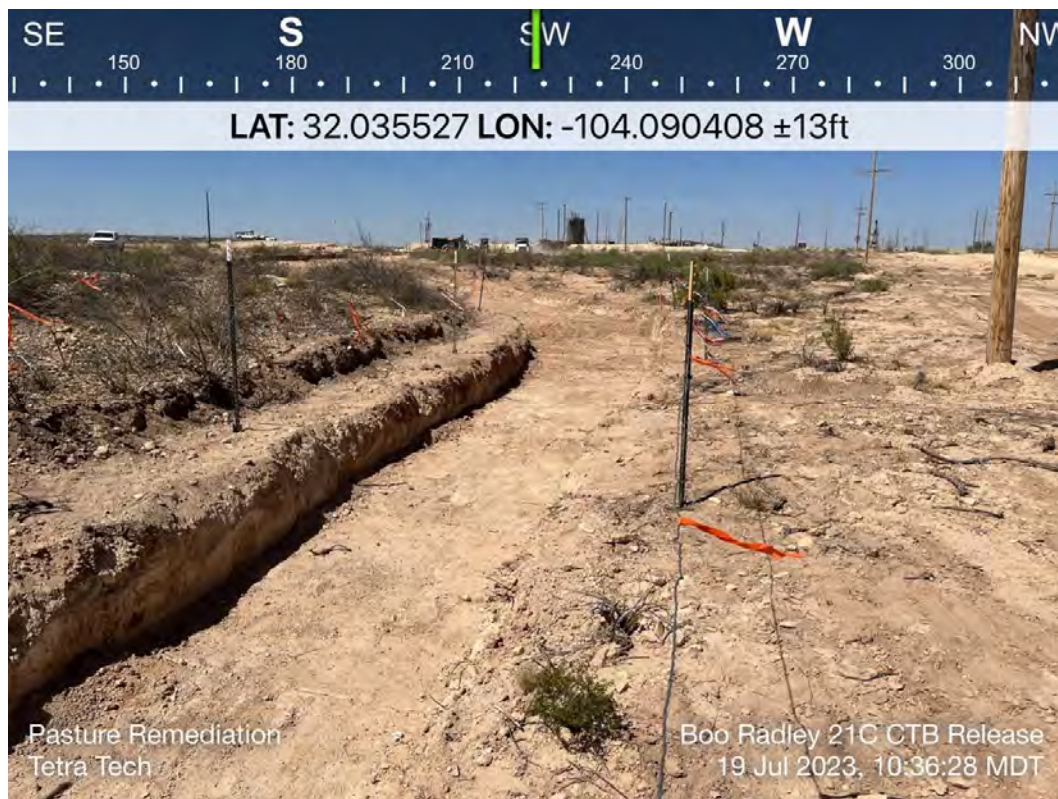 SE S SW W NW
150 180 210 240 270 300
LAT: 32.035527 LON: -104.090408 ±13ft
Pasture Remediation
Tetra Tech
Boo Radley 21C CTB Release
19 Jul 2023, 10:36:28 MDT